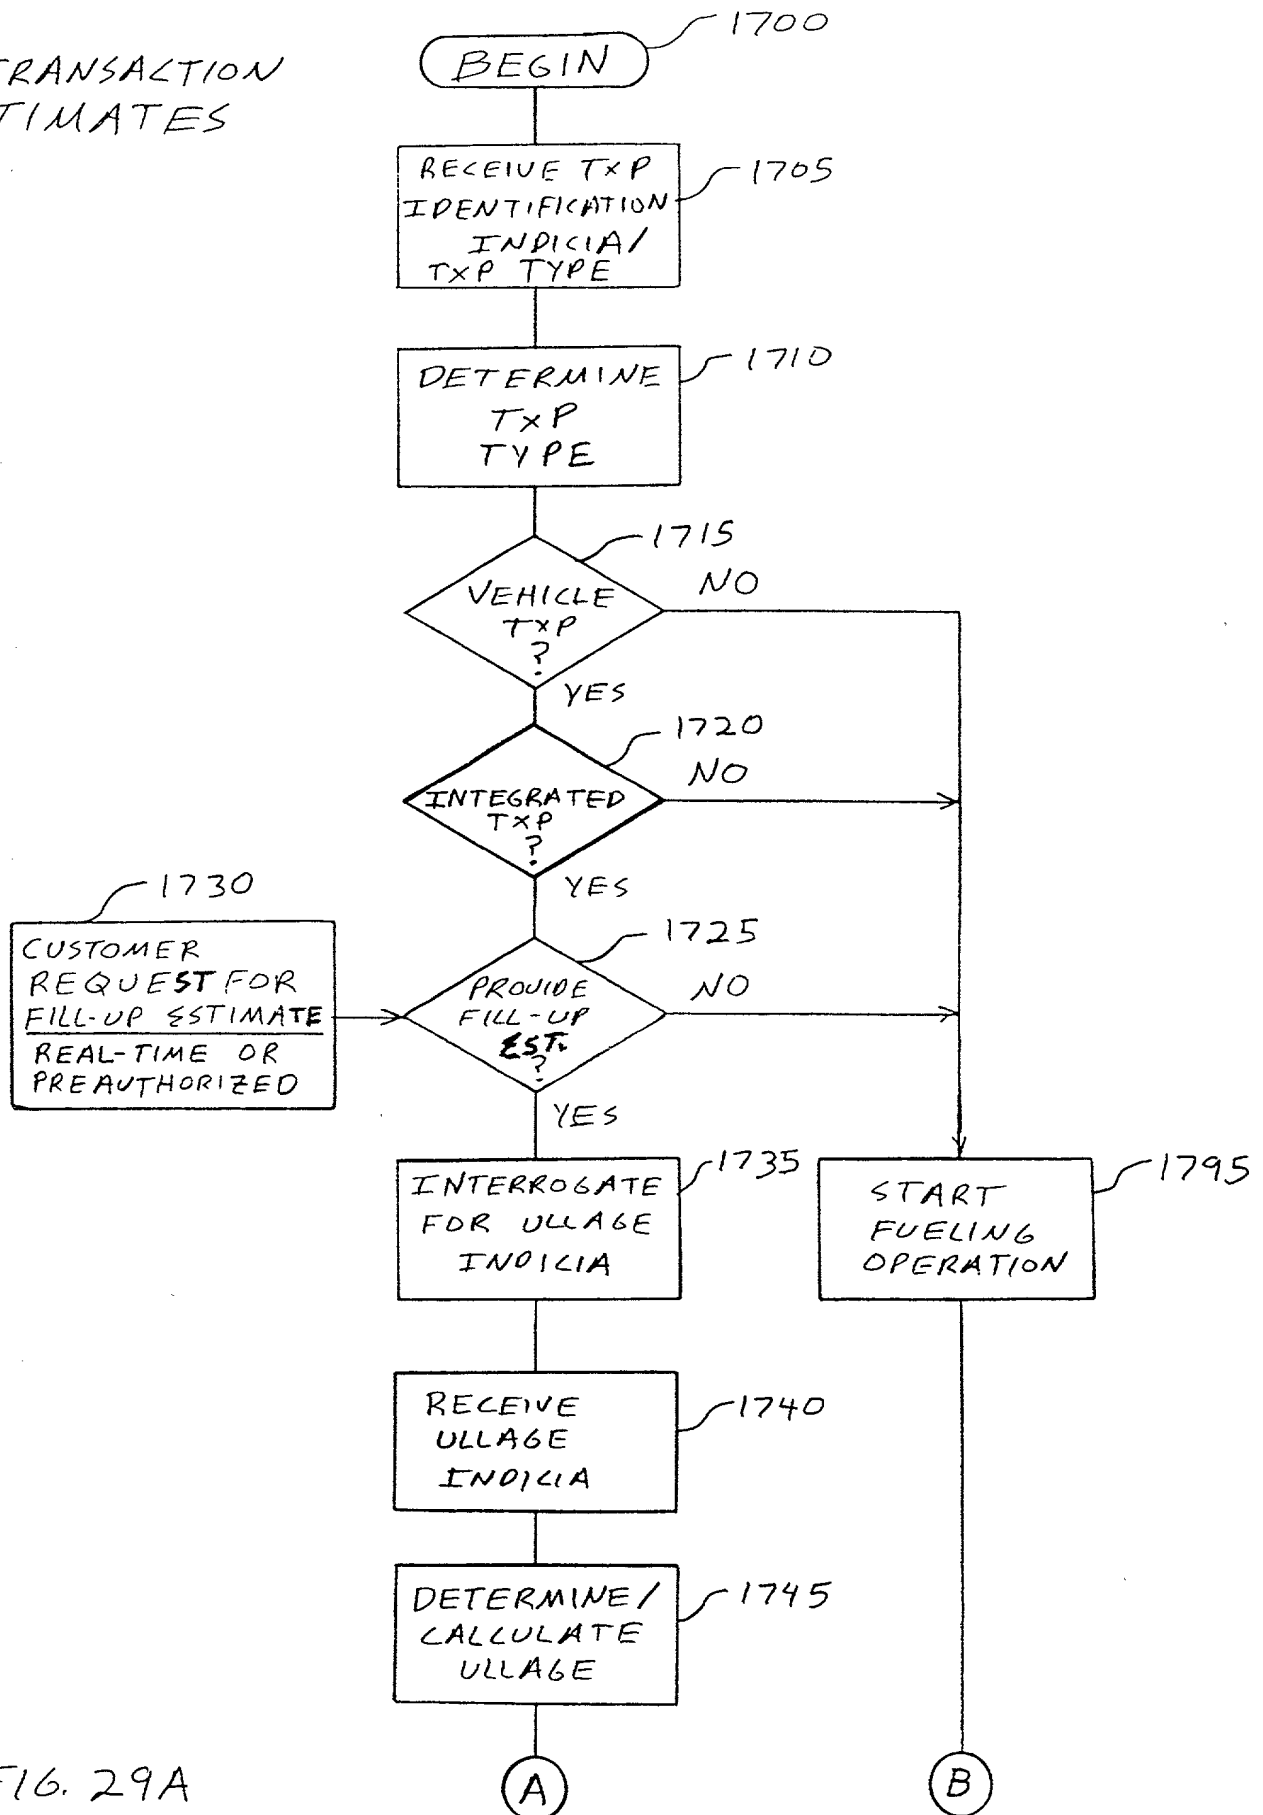 TRANSACTION
TIMATES
BEGIN
1700
RECEIVE TXP
IDENTIFICATION
INDICIA/
TXP TYPE
1705
DETERMINE
TXP
TYPE
1710
VEHICLE
TXP
?
1715
NO
YES
INTEGRATED
TXP
?
1720
NO
YES
1730
CUSTOMER
REQUEST FOR
FILL-UP ESTIMATE
REAL-TIME OR
PREAUTHORIZED
PROVIDE
FILL-UP
EST.
?
1725
NO
YES
INTERROGATE
FOR ULLAGE
INDICIA
1735
START
FUELING
OPERATION
1795
RECEIVE
ULLAGE
INDICIA
1740
DETERMINE/
CALCULATE
ULLAGE
1745
FIG. 29A
A
B